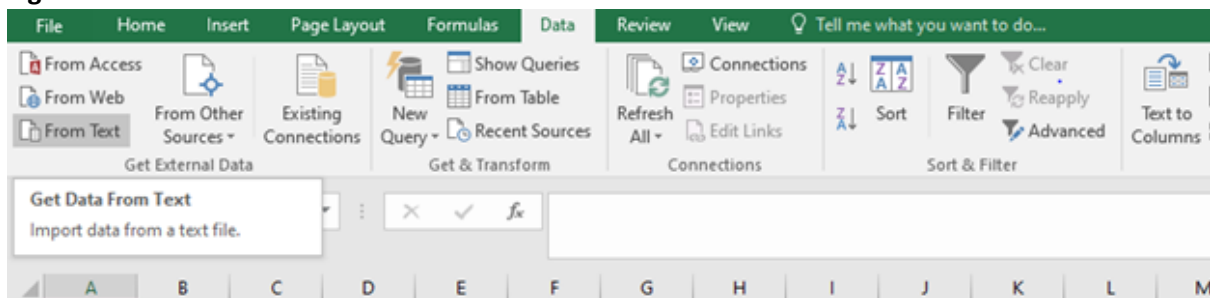 File Home Insert Page Layout Formulas Data Review View Tell me what you want to do...
From Access
From Web
From Text
From Other
Sources
Existing
Connections
Get External Data
New
Query
Show Queries
From Table
Recent Sources
Get & Transform
Refresh
All
Connections
Properties
Edit Links
Connections
Sort
Filter
Clear
Reapply
Advanced
Sort & Filter
Text to
Columns
Get Data From Text
Import data from a text file.
fx
A B C D E F G H I J K L M